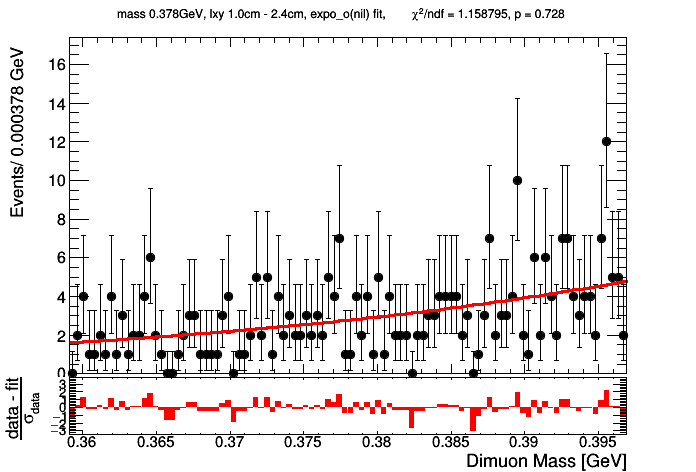 mass 0.378GeV, lxy 1.0cm - 2.4cm, expo_o(nil) fit, χ²/ndf = 1.158795, p = 0.728
Events/ 0.000378 GeV
16
14
12
10
8
6
4
2
0
data - fit
σdata
3
2
1
0
−1
−2
−3
0.36 0.365 0.37 0.375 0.38 0.385 0.39 0.395
Dimuon Mass [GeV]